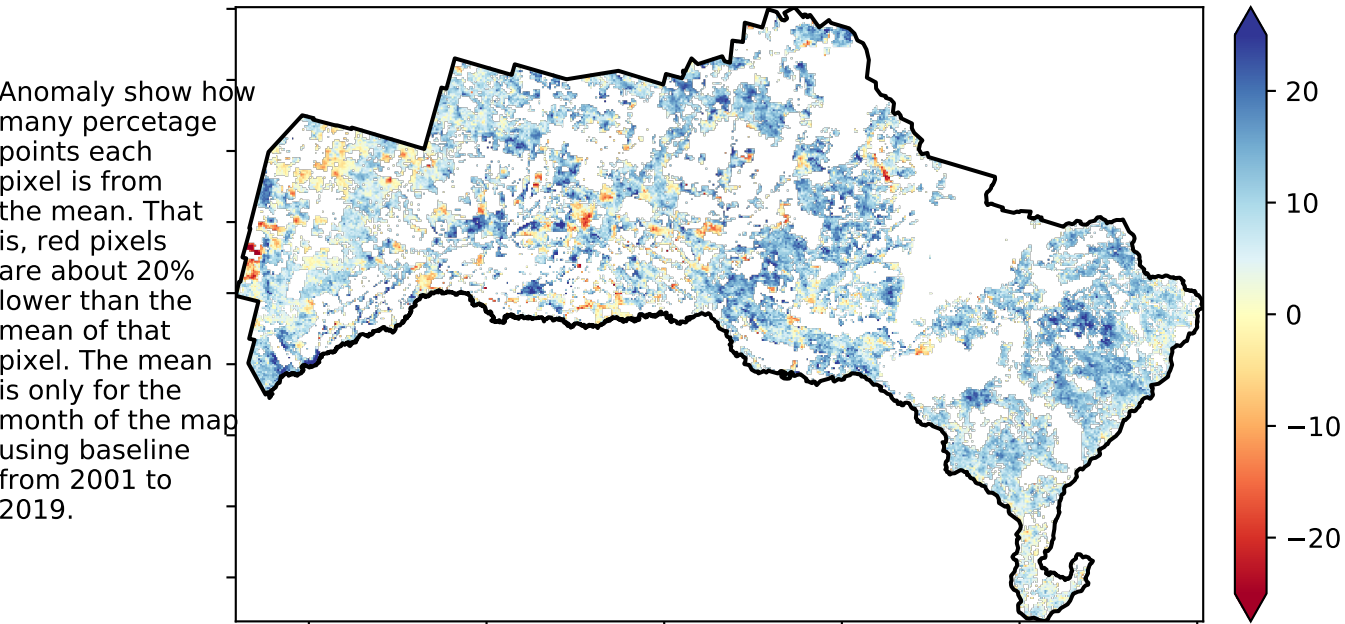 Anomaly show how
many percetage
points each
pixel is from
the mean. That
is, red pixels
are about 20%
lower than the
mean of that
pixel. The mean
is only for the
month of the map
using baseline
from 2001 to
2019.
20
10
0
−10
−20